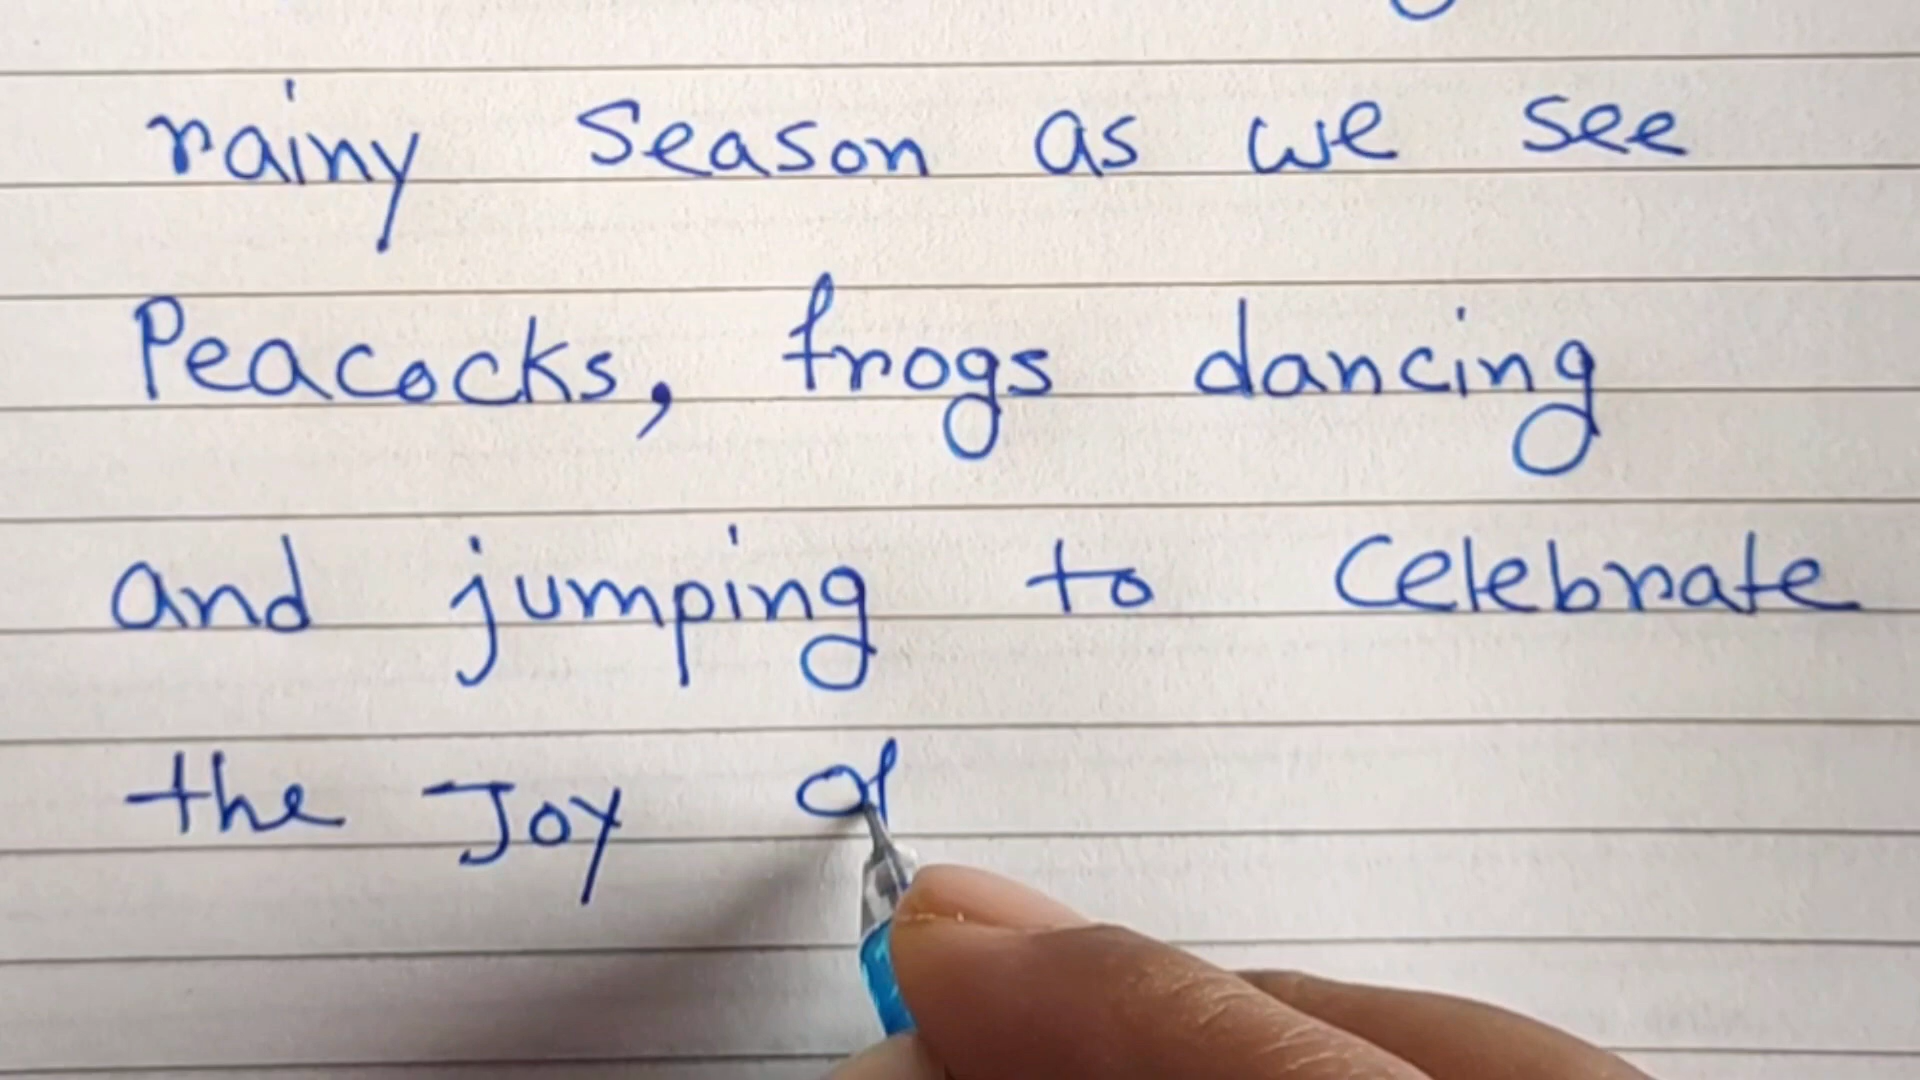 rainy Season as we see
Peacocks, frogs dancing
and jumping to Celebrate
the Joy of